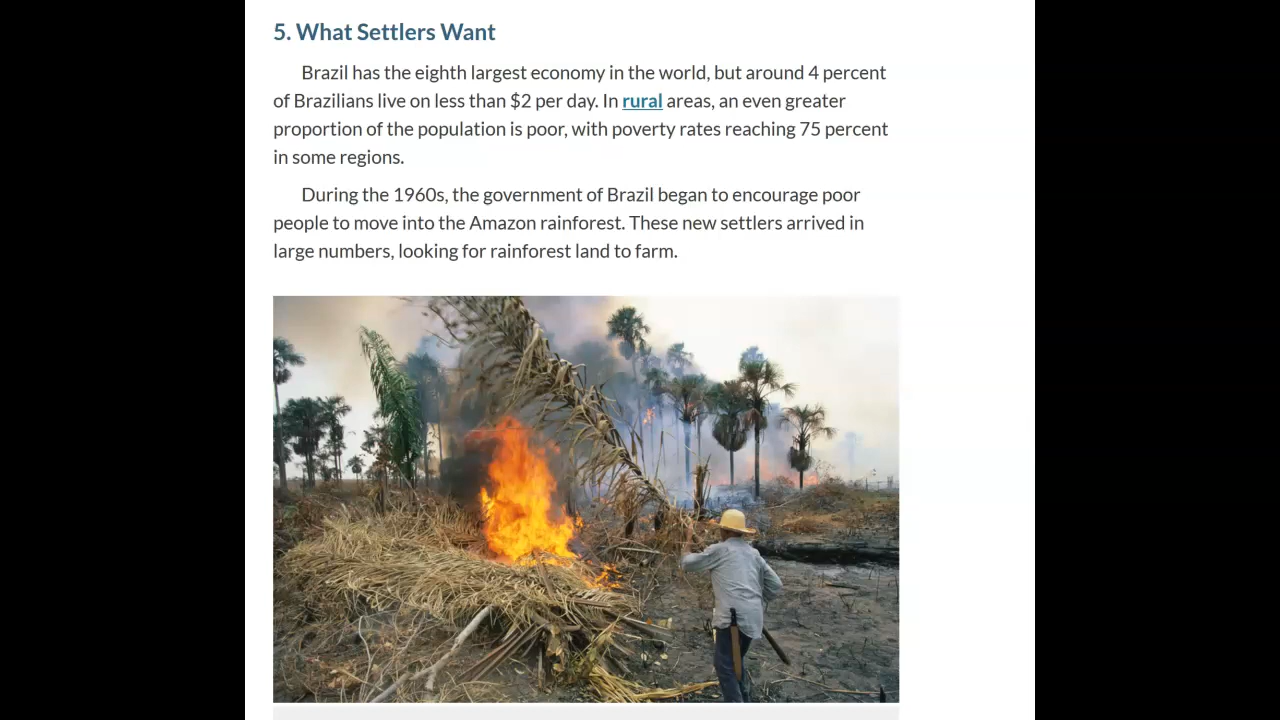 5. What Settlers Want
Brazil has the eighth largest economy in the world, but around 4 percent
of Brazilians live on less than $2 per day. In rural areas, an even greater
proportion of the population is poor, with poverty rates reaching 75 percent
in some regions.
During the 1960s, the government of Brazil began to encourage poor
people to move into the Amazon rainforest. These new settlers arrived in
large numbers, looking for rainforest land to farm.